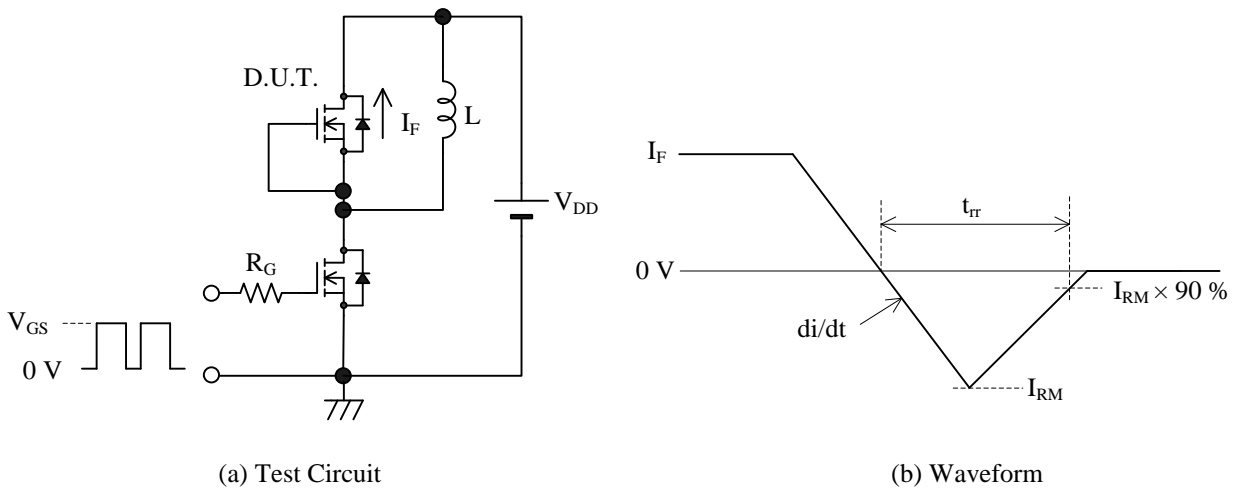 D.U.T.
I_F
L
V_DD
R_G
V_GS
0 V
(a) Test Circuit
I_F
t_rr
0 V
I_RM × 90 %
di/dt
I_RM
(b) Waveform